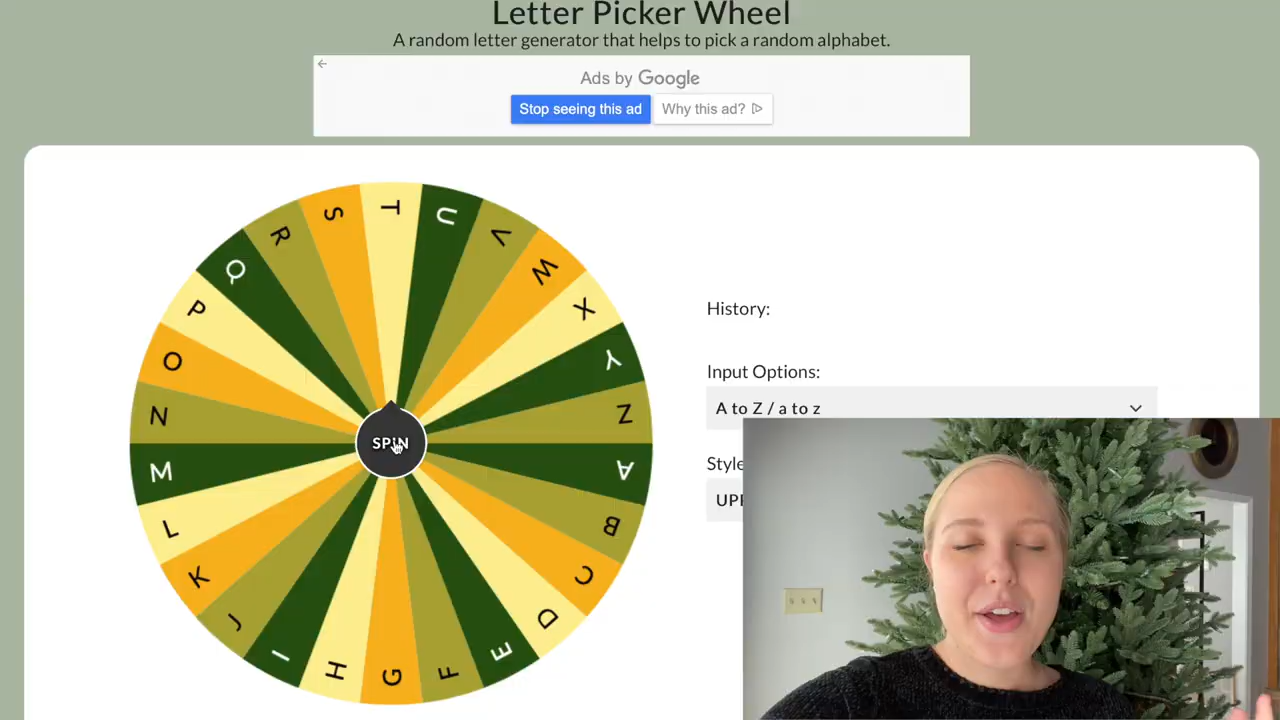 Letter Picker Wheel
A random letter generator that helps to pick a random alphabet.
Ads by Google
Stop seeing this ad
Why this ad?
A
B
C
D
E
F
G
H
I
J
K
L
M
N
O
P
Q
R
S
T
U
V
W
X
Y
Z
SPIN
History:
Input Options:
A to Z / a to z
Style